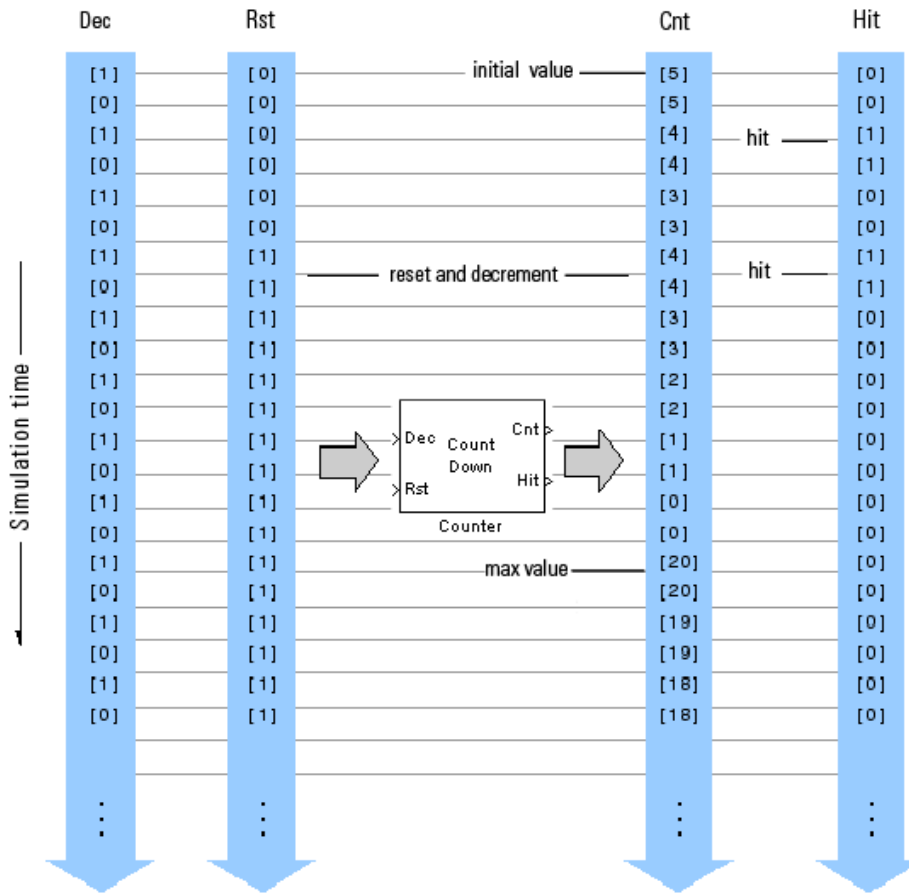 Dec Rst Cnt Hit
[1] [0] initial value [5] [0]
[0] [0] [5] [0]
[1] [0] [4] hit [1]
[0] [0] [4] [1]
[1] [0] [3] [0]
[0] [0] [3] [0]
[1] [1] [4] [1]
reset and decrement hit
[0] [1] [4] [1]
[1] [1] [3] [0]
[0] [1] [3] [0]
[1] [1] [2] [0]
[0] [1] [2] [0]
[1] [1] [1] [0]
[0] [1] [1] [0]
[1] [1] [0] [0]
[0] [1] [0] [0]
[1] [1] max value [20] [0]
[0] [1] [20] [0]
[1] [1] [19] [0]
[0] [1] [19] [0]
[1] [1] [18] [0]
[0] [1] [18] [0]
Simulation time
Dec Count Cnt
Down
Rst Hit
Counter